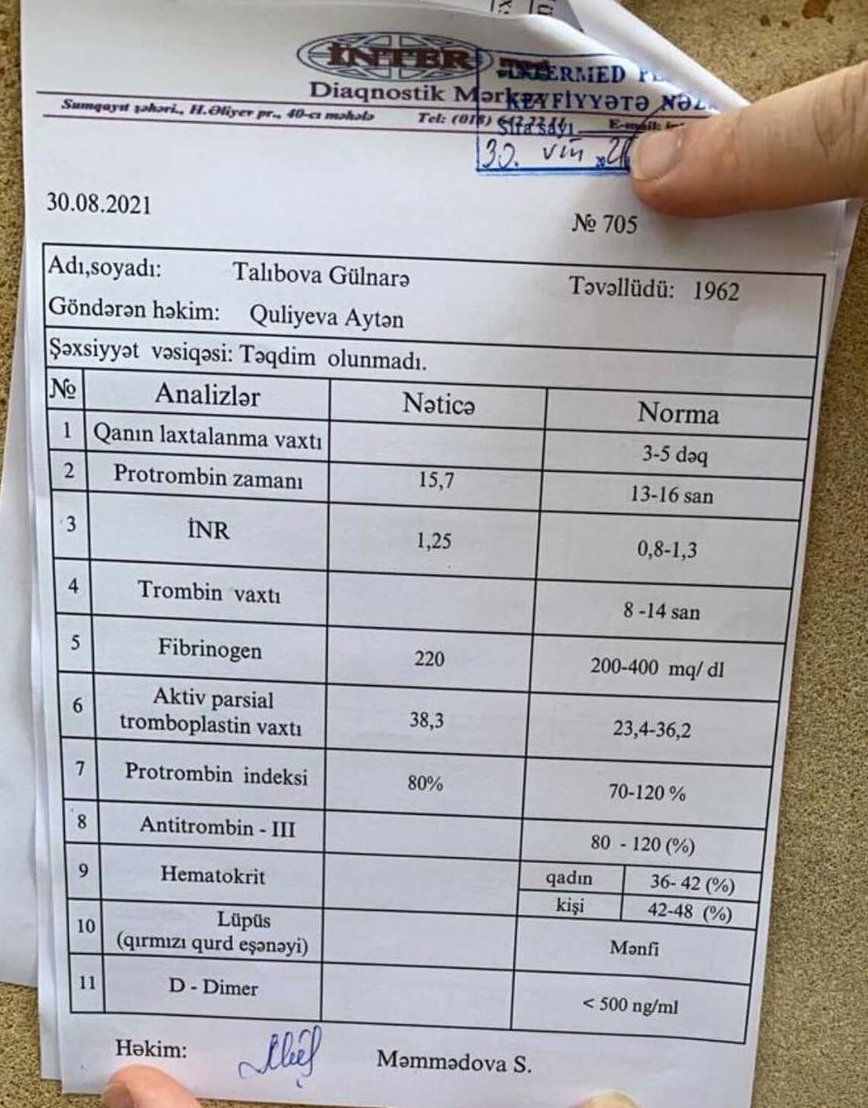 İNTER
Diaqnostik Mərkəz
KEYFİYYƏTƏ NƏZ
Sumqayıt şəhəri., H.Əliyev pr., 40-cı məhəllə Tel: (018) E-mail:
30. VIII
30.08.2021
№ 705
Adı,soyadı: Talıbova Gülnarə Təvəllüdü: 1962
Göndərən həkim: Quliyeva Aytən
Şəxsiyyət vəsiqəsi: Təqdim olunmadı.
№ Analizlər Nəticə Norma
1 Qanın laxtalanma vaxtı 3-5 dəq
2 Protrombin zamanı 15,7 13-16 san
3 İNR 1,25 0,8-1,3
4 Trombin vaxtı 8 -14 san
5 Fibrinogen 220 200-400 mq/ dl
6 Aktiv parsial
tromboplastin vaxtı 38,3 23,4-36,2
7 Protrombin indeksi 80% 70-120 %
8 Antitrombin - III 80 - 120 (%)
9 Hematokrit qadın 36- 42 (%)
kişi 42-48 (%)
10 Lüpüs
(qırmızı qurd eşənəyi) Mənfi
11 D - Dimer < 500 ng/ml
Həkim: Məmmədova S.